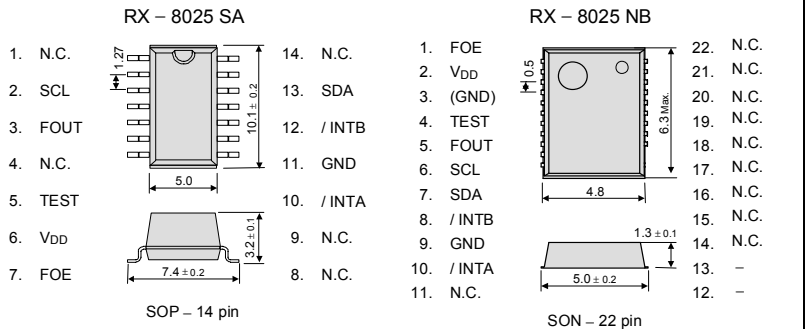 RX − 8025 SA
1. N.C.
2. SCL
3. FOUT
4. N.C.
5. TEST
6. VDD
7. FOE
1.27
10.1 ± 0.2
5.0
14. N.C.
13. SDA
12. / INTB
11. GND
10. / INTA
9. N.C.
8. N.C.
3.2 ± 0.1
7.4 ± 0.2
SOP − 14 pin
RX − 8025 NB
1. FOE
2. VDD
3. (GND)
4. TEST
5. FOUT
6. SCL
7. SDA
8. / INTB
9. GND
10. / INTA
11. N.C.
0.5
6.3 Max.
4.8
22. N.C.
21. N.C.
20. N.C.
19. N.C.
18. N.C.
17. N.C.
16. N.C.
15. N.C.
14. N.C.
13. −
12. −
1.3 ± 0.1
5.0 ± 0.2
SON − 22 pin